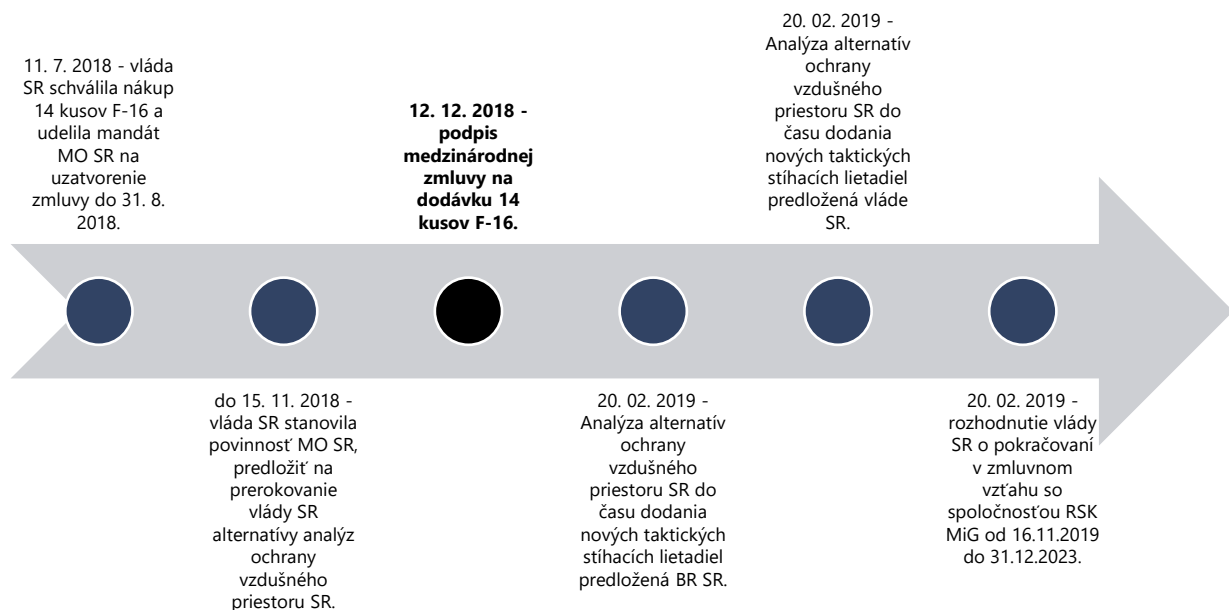 11. 7. 2018 - vláda
SR schválila nákup
14 kusov F-16 a
udelila mandát
MO SR na
uzatvorenie
zmluvy do 31. 8.
2018.
do 15. 11. 2018 -
vláda SR stanovila
povinnosť MO SR,
predložiť na
prerokovanie
vlády SR
alternatívy analýz
ochrany
vzdušného
priestoru SR.
12. 12. 2018 -
podpis
medzinárodnej
zmluvy na
dodávku 14
kusov F-16.
20. 02. 2019 -
Analýza alternatív
ochrany
vzdušného
priestoru SR do
času dodania
nových taktických
stíhacích lietadiel
predložená BR SR.
20. 02. 2019 -
Analýza alternatív
ochrany
vzdušného
priestoru SR do
času dodania
nových taktických
stíhacích lietadiel
predložená vláde
SR.
20. 02. 2019 -
rozhodnutie vlády
SR o pokračovaní
v zmluvnom
vzťahu so
spoločnosťou RSK
MiG od 16.11.2019
do 31.12.2023.